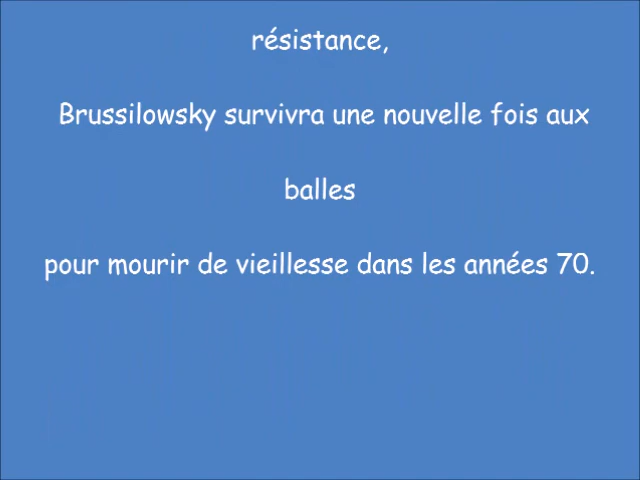 résistance,
Brussilowsky survivra une nouvelle fois aux
balles
pour mourir de vieillesse dans les années 70.